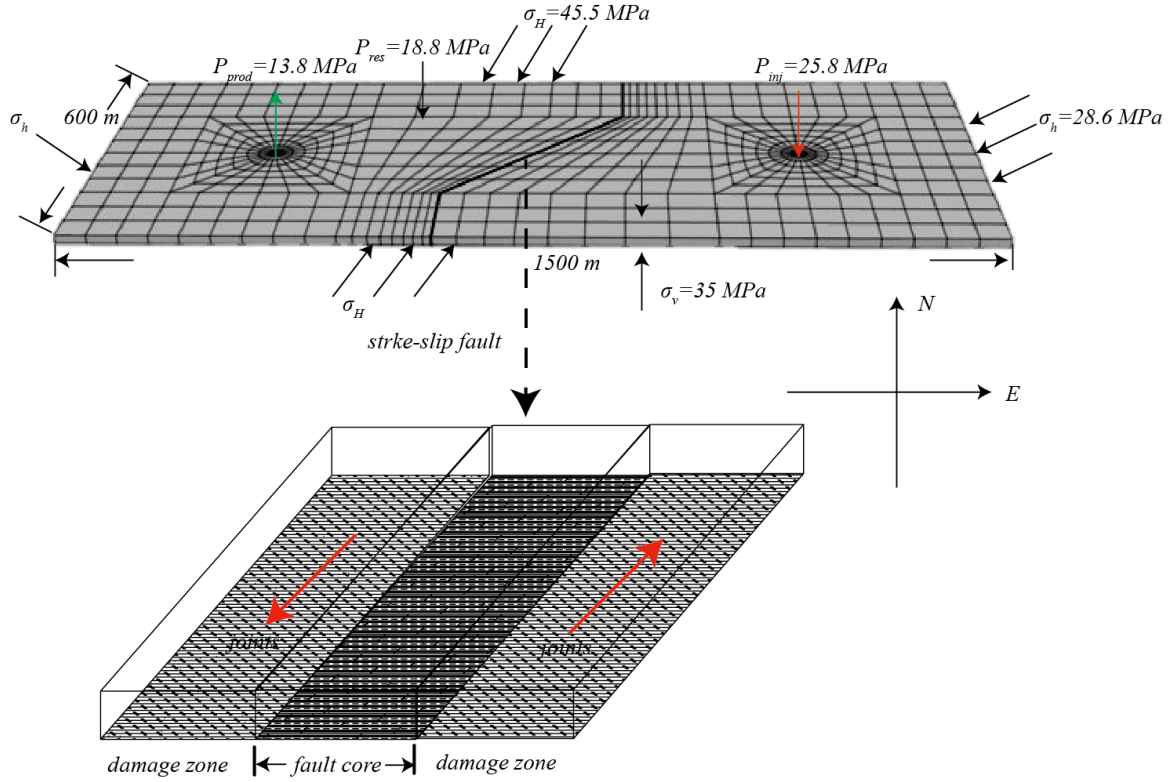 σH=45.5 MPa
Pres=18.8 MPa
Pprod=13.8 MPa
Pinj=25.8 MPa
600 m
σh
σh=28.6 MPa
1500 m
σH
σv=35 MPa
strke-slip fault
N
E
joints
joints
damage zone
fault core
damage zone